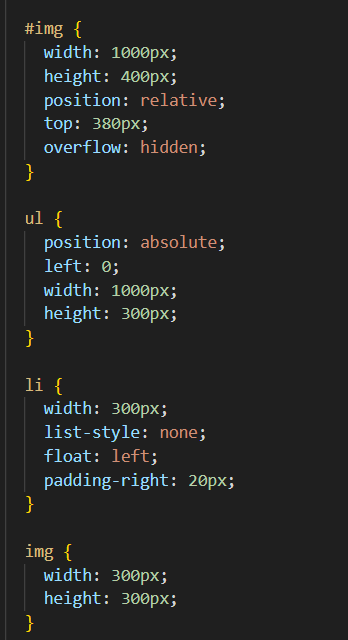 #img {
width: 1000px;
height: 400px;
position: relative;
top: 380px;
overflow: hidden;
}
ul {
position: absolute;
left: 0;
width: 1000px;
height: 300px;
}
li {
width: 300px;
list-style: none;
float: left;
padding-right: 20px;
}
img {
width: 300px;
height: 300px;
}